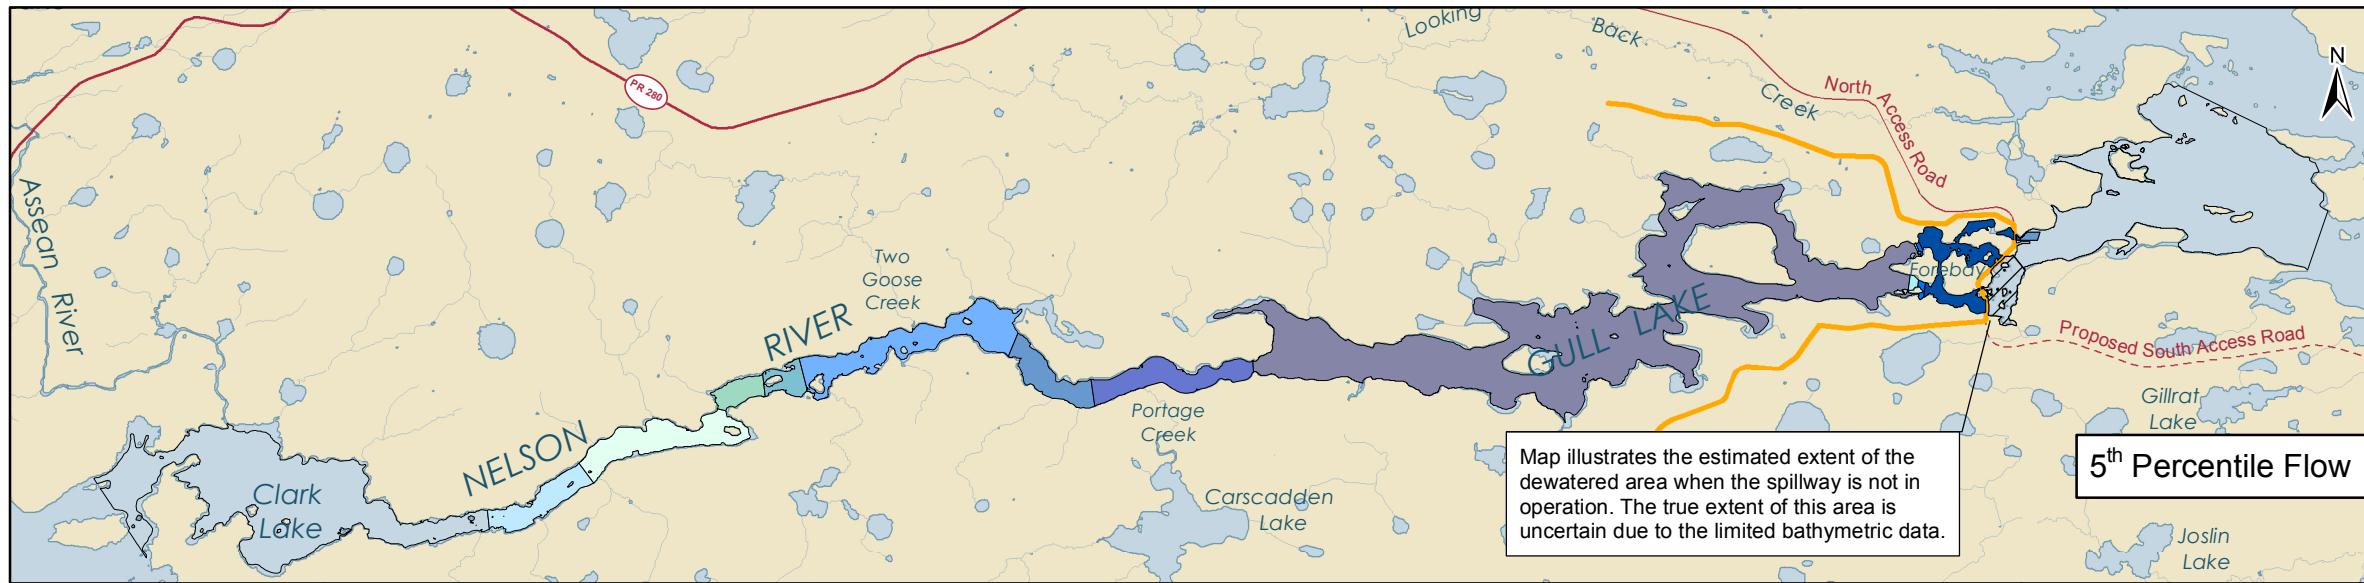 Looking
Back
Creek
N
PR 280
North Access Road
Assean
River
Two
Goose
Creek
RIVER
Forebay
GULL LAKE
Proposed South Access Road
Gillrat
Lake
Portage
Creek
NELSON
Clark
Lake
Carscadden
Lake
Map illustrates the estimated extent of the
dewatered area when the spillway is not in
operation. The true extent of this area is
uncertain due to the limited bathymetric data.
5th Percentile Flow
Joslin
Lake